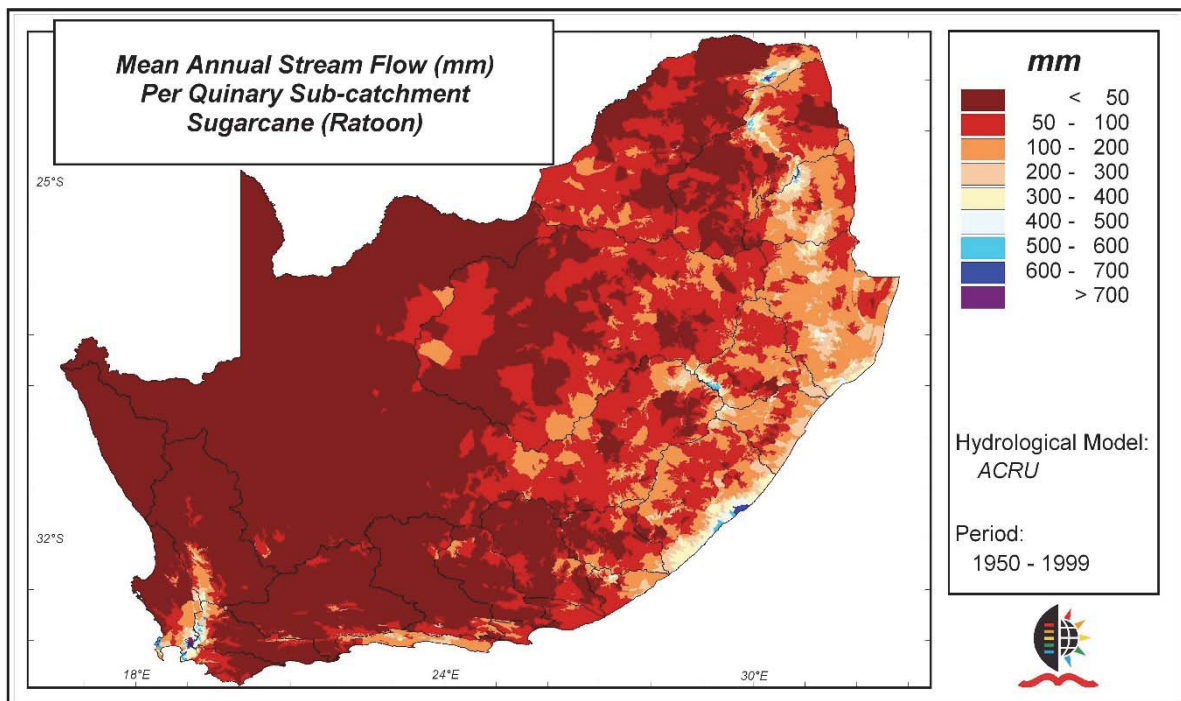 Mean Annual Stream Flow (mm)
Per Quinary Sub-catchment
Sugarcane (Ratoon)
mm
< 50
50 - 100
100 - 200
200 - 300
300 - 400
400 - 500
500 - 600
600 - 700
> 700
Hydrological Model:
ACRU
Period:
1950 - 1999
25°S
32°S
18°E
24°E
30°E